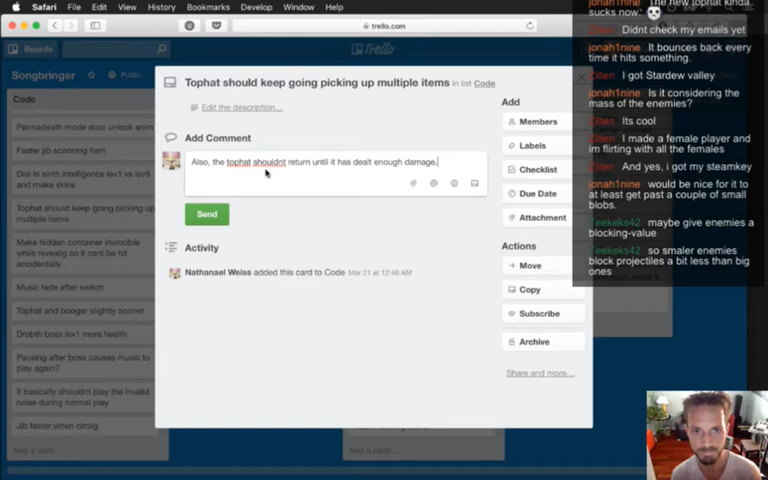 Safari File Edit View History Bookmarks Develop Window Help
trello.com
Boards
Trello
Songbringer
Public
Code
Permadeath mode door unlock anim
Faster jib scanning item
Disl in sinth intelligence lev1 vs lev9
and make skins
Tophat should keep going picking up
multiple items
Make hidden container invincible
while revealing so it cant be hit
accidentally
Music fade after switch
Tophat and booger slightly sooner
Drobth boss lev1 more health
Pausing after boss causes music to
play again?
It basically shouldnt play the invalid
noise during normal play
Jib faster when circlig
Add a card...
Tophat should keep going picking up multiple items in list Code
Edit the description...
Add Comment
Also, the tophat shouldnt return until it has dealt enough damage.
Send
Activity
Nathanael Weiss added this card to Code Mar 21 at 12:46 AM
Add
Members
Labels
Checklist
Due Date
Attachment
Actions
Move
Copy
Subscribe
Archive
Share and more...
jonah1nine The new tophat kinda
sucks now.
Didnt check my emails yet
jonah1nine It bounces back every
time it hits something.
I got Stardew valley
jonah1nine Is it considering the
mass of the enemies?
Its cool
I made a female player and
im flirting with all the females
And yes, i got my steamkey
jonah1nine would be nice for it to
at least get past a couple of small
blobs.
Teekeks42 maybe give enemies a
blocking-value
Teekeks42 so smaler enemies
block projectiles a bit less than big
ones